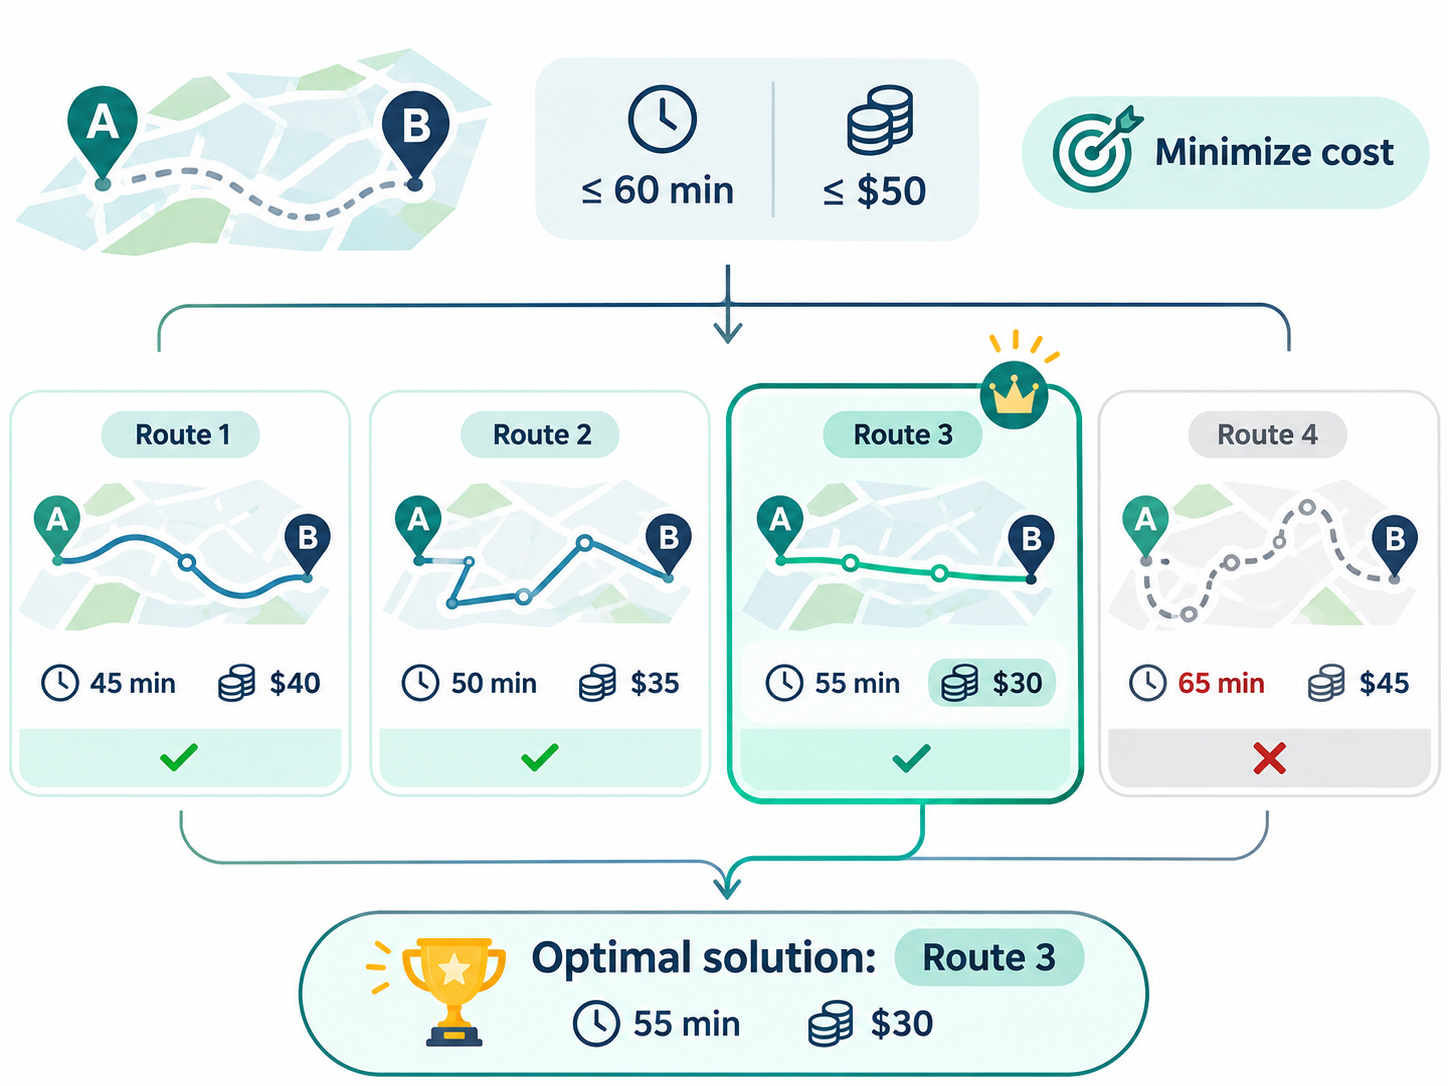 A
B
≤ 60 min
≤ $50
Minimize cost
Route 1
A
B
45 min
$40
Route 2
A
B
50 min
$35
Route 3
A
B
55 min
$30
Route 4
A
B
65 min
$45
Optimal solution: Route 3
55 min
$30